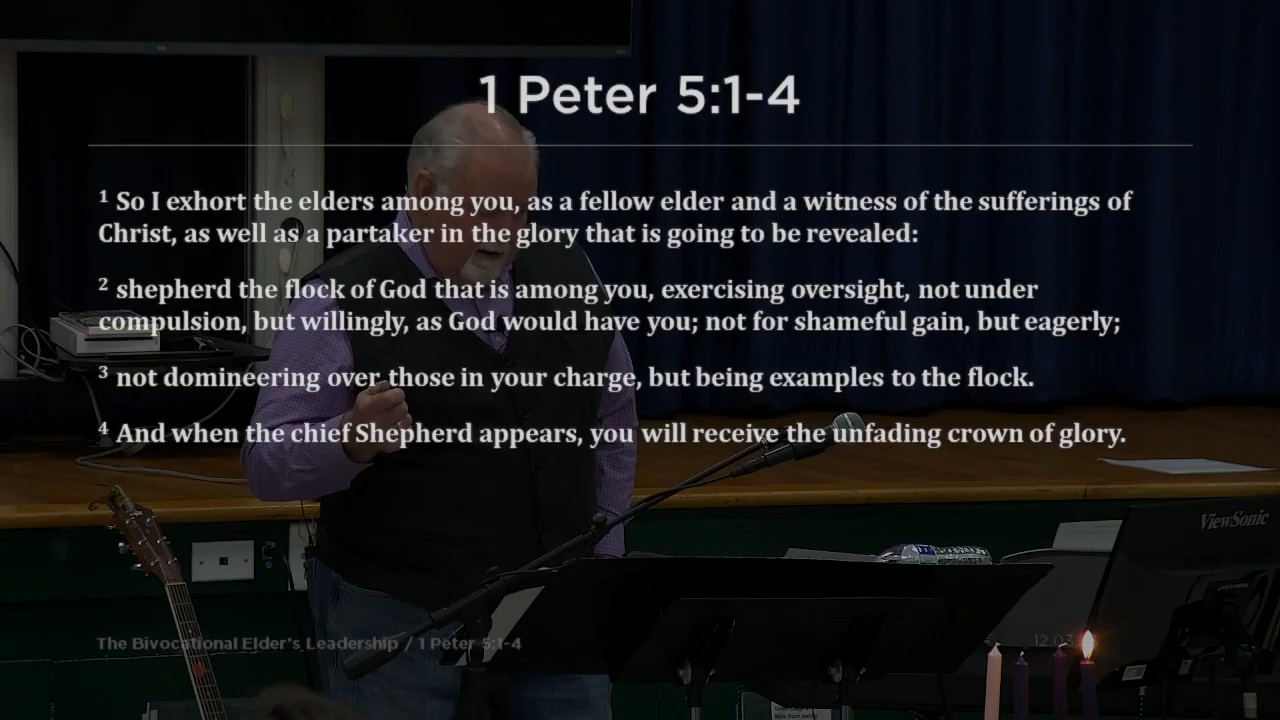 1 Peter 5:1-4
1 So I exhort the elders among you, as a fellow elder and a witness of the sufferings of
Christ, as well as a partaker in the glory that is going to be revealed:
2 shepherd the flock of God that is among you, exercising oversight, not under
compulsion, but willingly, as God would have you; not for shameful gain, but eagerly;
3 not domineering over those in your charge, but being examples to the flock.
4 And when the chief Shepherd appears, you will receive the unfading crown of glory.
ViewSonic
The Bivocational Elder's Leadership / 1 Peter 5:1-4